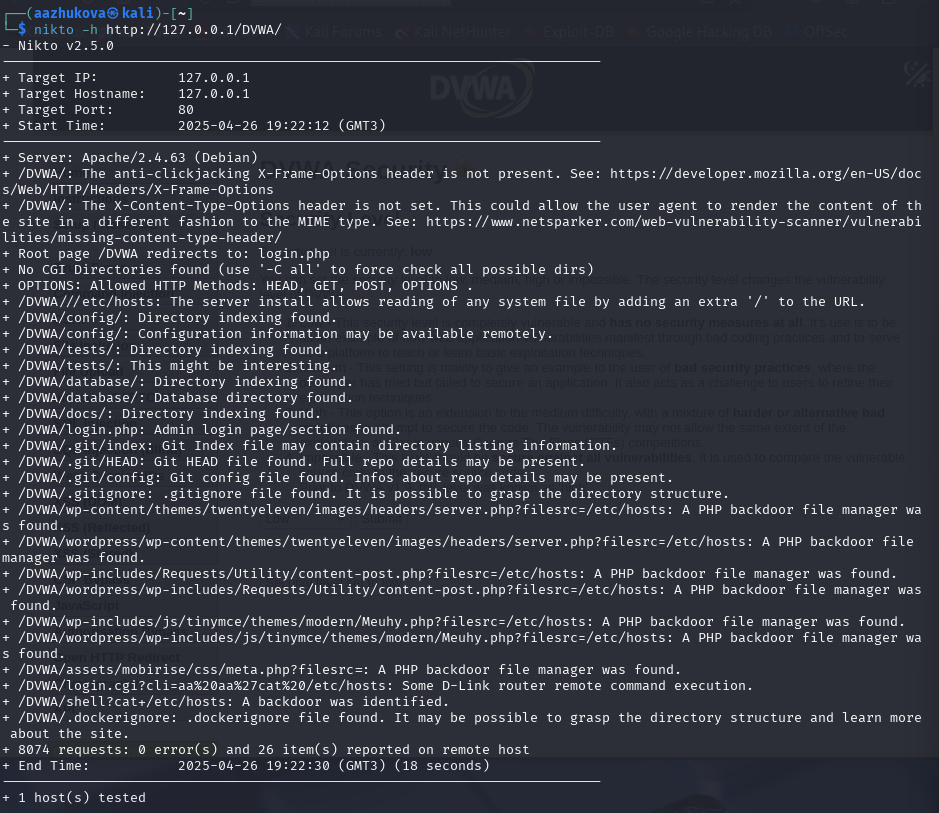 ┌──(aazhukova㉿kali)-[~]
└─$ nikto -h http://127.0.0.1/DVWA/
- Nikto v2.5.0
---------------------------------------------------------------------------
+ Target IP:          127.0.0.1
+ Target Hostname:    127.0.0.1
+ Target Port:        80
+ Start Time:         2025-04-26 19:22:12 (GMT3)
---------------------------------------------------------------------------
+ Server: Apache/2.4.63 (Debian)
+ /DVWA/: The anti-clickjacking X-Frame-Options header is not present. See: https://developer.mozilla.org/en-US/doc
s/Web/HTTP/Headers/X-Frame-Options
+ /DVWA/: The X-Content-Type-Options header is not set. This could allow the user agent to render the content of th
e site in a different fashion to the MIME type. See: https://www.netsparker.com/web-vulnerability-scanner/vulnerabi
lities/missing-content-type-header/
+ Root page /DVWA redirects to: login.php
+ No CGI Directories found (use '-C all' to force check all possible dirs)
+ OPTIONS: Allowed HTTP Methods: HEAD, GET, POST, OPTIONS .
+ /DVWA///etc/hosts: The server install allows reading of any system file by adding an extra '/' to the URL.
+ /DVWA/config/: Directory indexing found.
+ /DVWA/config/: Configuration information may be available remotely.
+ /DVWA/tests/: Directory indexing found.
+ /DVWA/tests/: This might be interesting.
+ /DVWA/database/: Directory indexing found.
+ /DVWA/database/: Database directory found.
+ /DVWA/docs/: Directory indexing found.
+ /DVWA/login.php: Admin login page/section found.
+ /DVWA/.git/index: Git Index file may contain directory listing information.
+ /DVWA/.git/HEAD: Git HEAD file found. Full repo details may be present.
+ /DVWA/.git/config: Git config file found. Infos about repo details may be present.
+ /DVWA/.gitignore: .gitignore file found. It is possible to grasp the directory structure.
+ /DVWA/wp-content/themes/twentyeleven/images/headers/server.php?filesrc=/etc/hosts: A PHP backdoor file manager wa
s found.
+ /DVWA/wordpress/wp-content/themes/twentyeleven/images/headers/server.php?filesrc=/etc/hosts: A PHP backdoor file
manager was found.
+ /DVWA/wp-includes/Requests/Utility/content-post.php?filesrc=/etc/hosts: A PHP backdoor file manager was found.
+ /DVWA/wordpress/wp-includes/Requests/Utility/content-post.php?filesrc=/etc/hosts: A PHP backdoor file manager was
 found.
+ /DVWA/wp-includes/js/tinymce/themes/modern/Meuhy.php?filesrc=/etc/hosts: A PHP backdoor file manager was found.
+ /DVWA/wordpress/wp-includes/js/tinymce/themes/modern/Meuhy.php?filesrc=/etc/hosts: A PHP backdoor file manager wa
s found.
+ /DVWA/assets/mobirise/css/meta.php?filesrc=: A PHP backdoor file manager was found.
+ /DVWA/login.cgi?cli=aa%20aa%27cat%20/etc/hosts: Some D-Link router remote command execution.
+ /DVWA/shell?cat+/etc/hosts: A backdoor was identified.
+ /DVWA/.dockerignore: .dockerignore file found. It may be possible to grasp the directory structure and learn more
 about the site.
+ 8074 requests: 0 error(s) and 26 item(s) reported on remote host
+ End Time:           2025-04-26 19:22:30 (GMT3) (18 seconds)
---------------------------------------------------------------------------
+ 1 host(s) tested